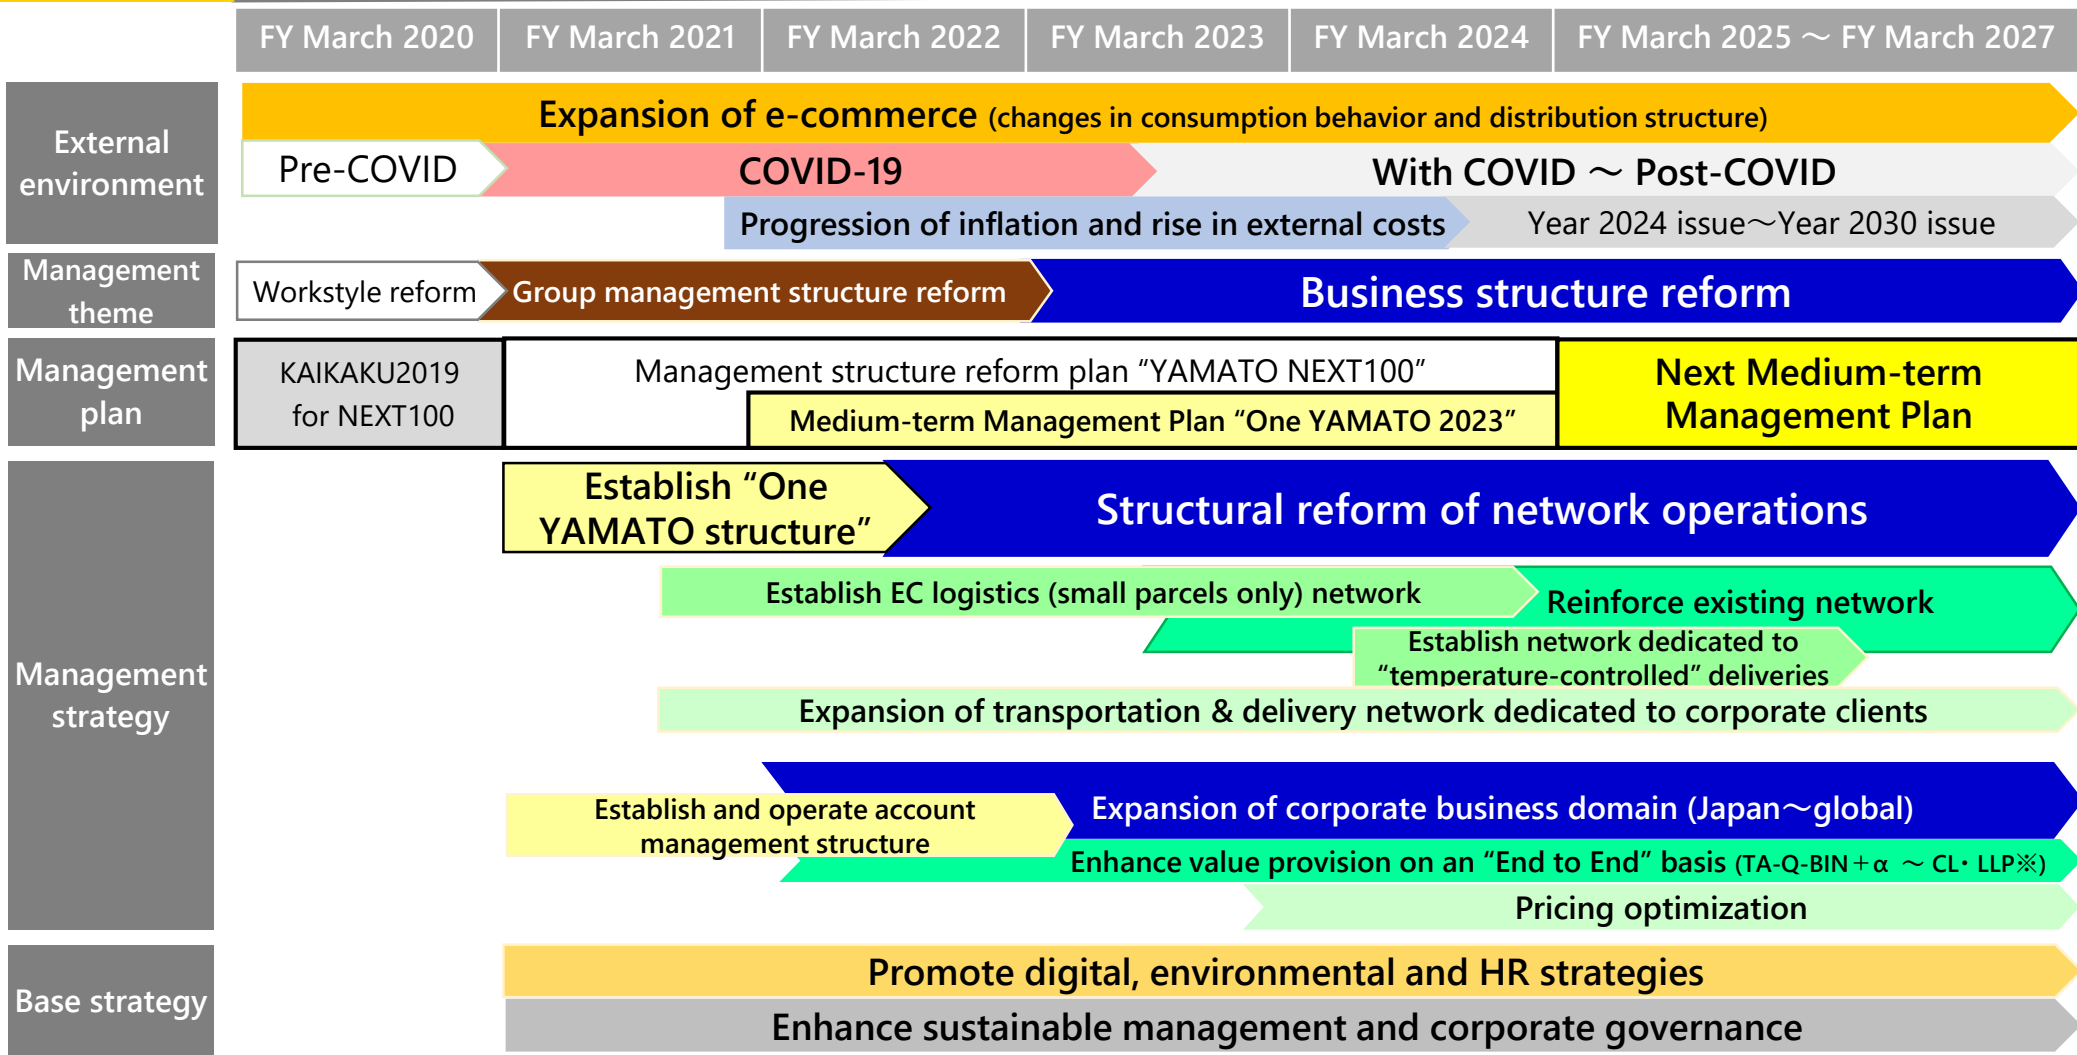 FY March 2020
FY March 2021
FY March 2022
FY March 2023
FY March 2024
FY March 2025 ～ FY March 2027
External
environment
Expansion of e-commerce (changes in consumption behavior and distribution structure)
Pre-COVID
COVID-19
With COVID ～ Post-COVID
Progression of inflation and rise in external costs
Year 2024 issue～Year 2030 issue
Management
theme
Workstyle reform
Group management structure reform
Business structure reform
Management
plan
KAIKAKU2019
for NEXT100
Management structure reform plan “YAMATO NEXT100”
Medium-term Management Plan “One YAMATO 2023”
Next Medium-term
Management Plan
Management
strategy
Establish “One
YAMATO structure”
Structural reform of network operations
Establish EC logistics (small parcels only) network
Reinforce existing network
Establish network dedicated to
“temperature-controlled” deliveries
Expansion of transportation & delivery network dedicated to corporate clients
Establish and operate account
management structure
Expansion of corporate business domain (Japan～global)
Enhance value provision on an “End to End” basis (TA-Q-BIN＋α ～ CL・LLP※)
Pricing optimization
Base strategy
Promote digital, environmental and HR strategies
Enhance sustainable management and corporate governance